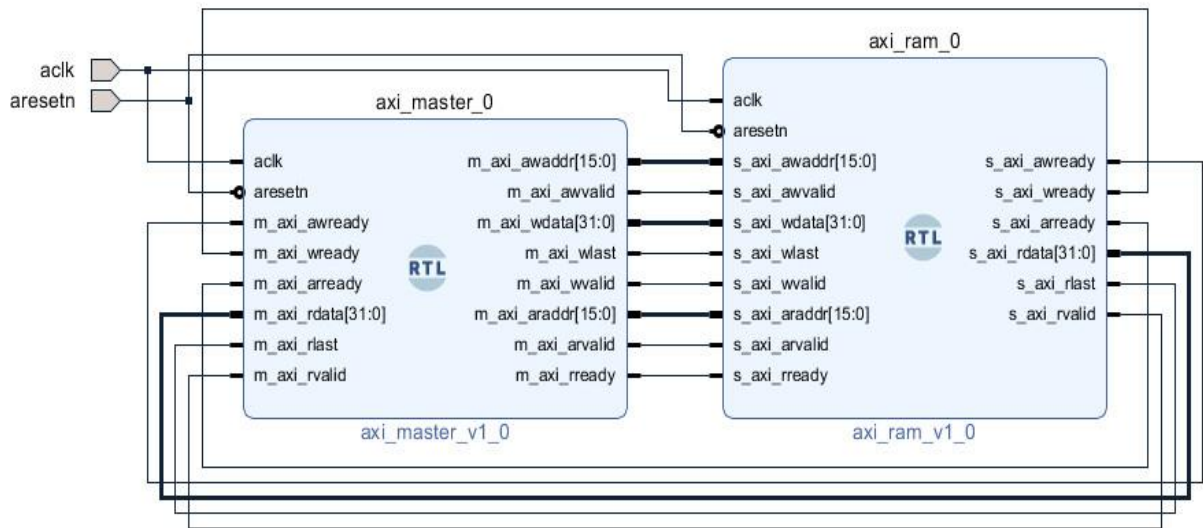 aclk
aresetn
axi_master_0
aclk
aresetn
m_axi_awready
m_axi_wready
m_axi_arready
m_axi_rdata[31:0]
m_axi_rlast
m_axi_rvalid
RTL
m_axi_awaddr[15:0]
m_axi_awvalid
m_axi_wdata[31:0]
m_axi_wlast
m_axi_wvalid
m_axi_araddr[15:0]
m_axi_arvalid
m_axi_rready
axi_master_v1_0
axi_ram_0
aclk
aresetn
s_axi_awaddr[15:0]
s_axi_awvalid
s_axi_wdata[31:0]
s_axi_wlast
s_axi_wvalid
s_axi_araddr[15:0]
s_axi_arvalid
s_axi_rready
RTL
s_axi_awready
s_axi_wready
s_axi_arready
s_axi_rdata[31:0]
s_axi_rlast
s_axi_rvalid
axi_ram_v1_0